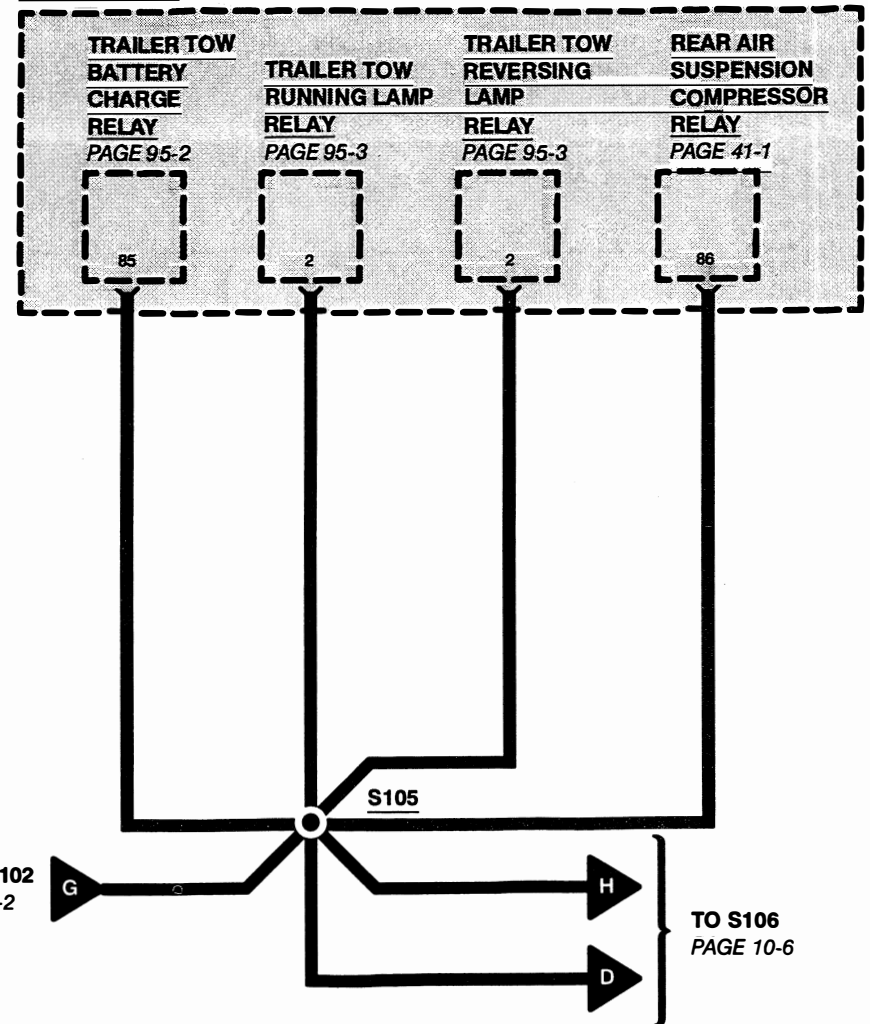 TRAILER TOW
BATTERY
CHARGE
RELAY
PAGE 95-2
TRAILER TOW
RUNNING LAMP
RELAY
PAGE 95-3
TRAILER TOW
REVERSING
LAMP
RELAY
PAGE 95-3
REAR AIR
SUSPENSION
COMPRESSOR
RELAY
PAGE 41-1
85
2
2
86
S105
102
-2
G
H
D
TO S106
PAGE 10-6